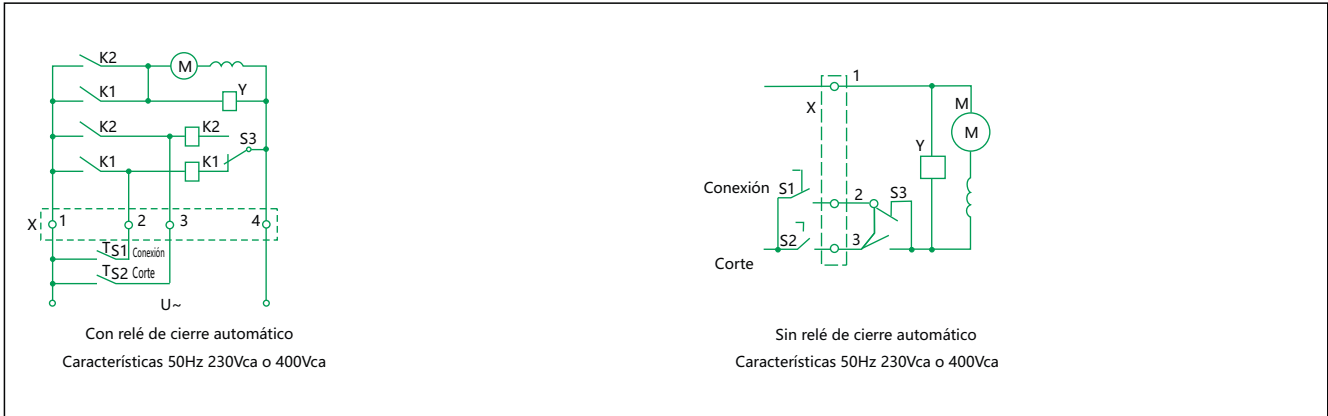 K2
M
K1
Y
K2
K2
S3
K1
K1
X
1
2
3
4
TS1 Conexión
TS2 Corte
U~
Con relé de cierre automático
Características 50Hz 230Vca o 400Vca
1
X
M
M
Y
Conexión
S1
2
S3
S2
3
Corte
Sin relé de cierre automático
Características 50Hz 230Vca o 400Vca